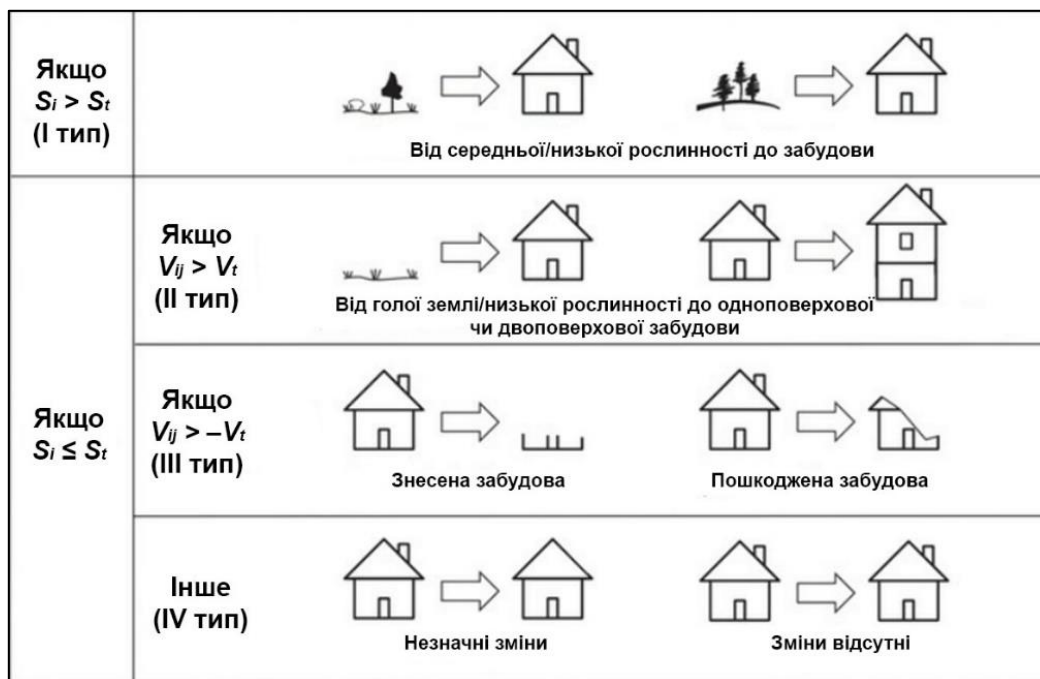 Якщо
Si > St
(І тип)
Від середньої/низької рослинності до забудови
Якщо
Si ≤ St
Якщо
Vij > Vt
(ІІ тип)
Від голої землі/низької рослинності до одноповерхової
чи двоповерхової забудови
Якщо
Vij > –Vt
(ІІІ тип)
Знесена забудова
Пошкоджена забудова
Інше
(IV тип)
Незначні зміни
Зміни відсутні